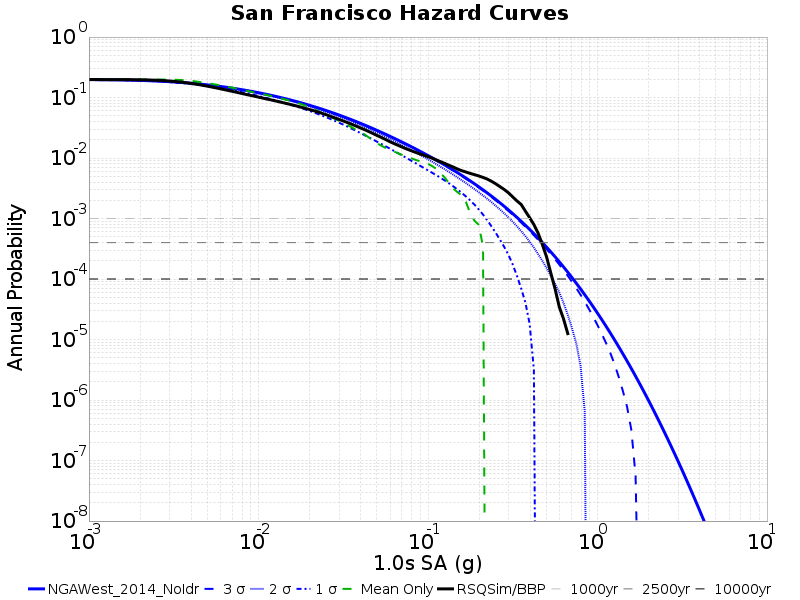 San Francisco Hazard Curves
10^0
10^-1
10^-2
10^-3
10^-4
10^-5
10^-6
10^-7
10^-8
Annual Probability
10^-3 10^-2 10^-1 10^0 10^1
1.0s SA (g)
NGAWest_2014_NoIdr 3 σ 2 σ 1 σ Mean Only RSQSim/BBP 1000yr 2500yr 10000yr